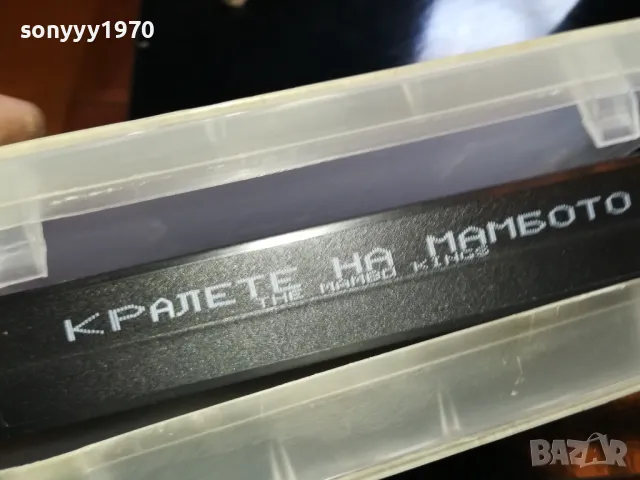 sonyyy1970
КРАЛЕТЕ НА МАМБОТО
THE MAMBO KINGS
BAZAR